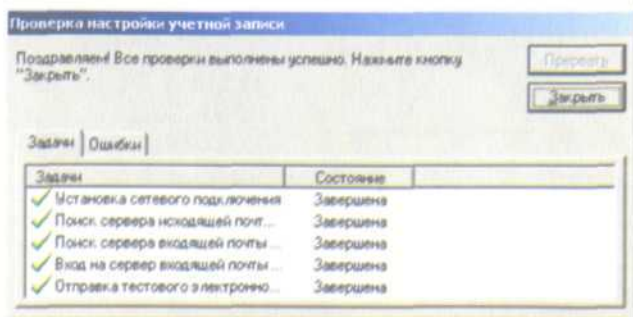 Проверка настройки учетной записи
Поздравляем! Все проверки выполнены успешно. Нажмите кнопку
"Закрыть".
Прервать
Закрыть
Задачи
Ошибки
Задачи
Состояние
Установка сетевого подключения
Завершена
Поиск сервера исходящей почт...
Завершена
Поиск сервера входящей почты ...
Завершена
Вход на сервер входящей почты ...
Завершена
Отправка тестового электронно...
Завершена